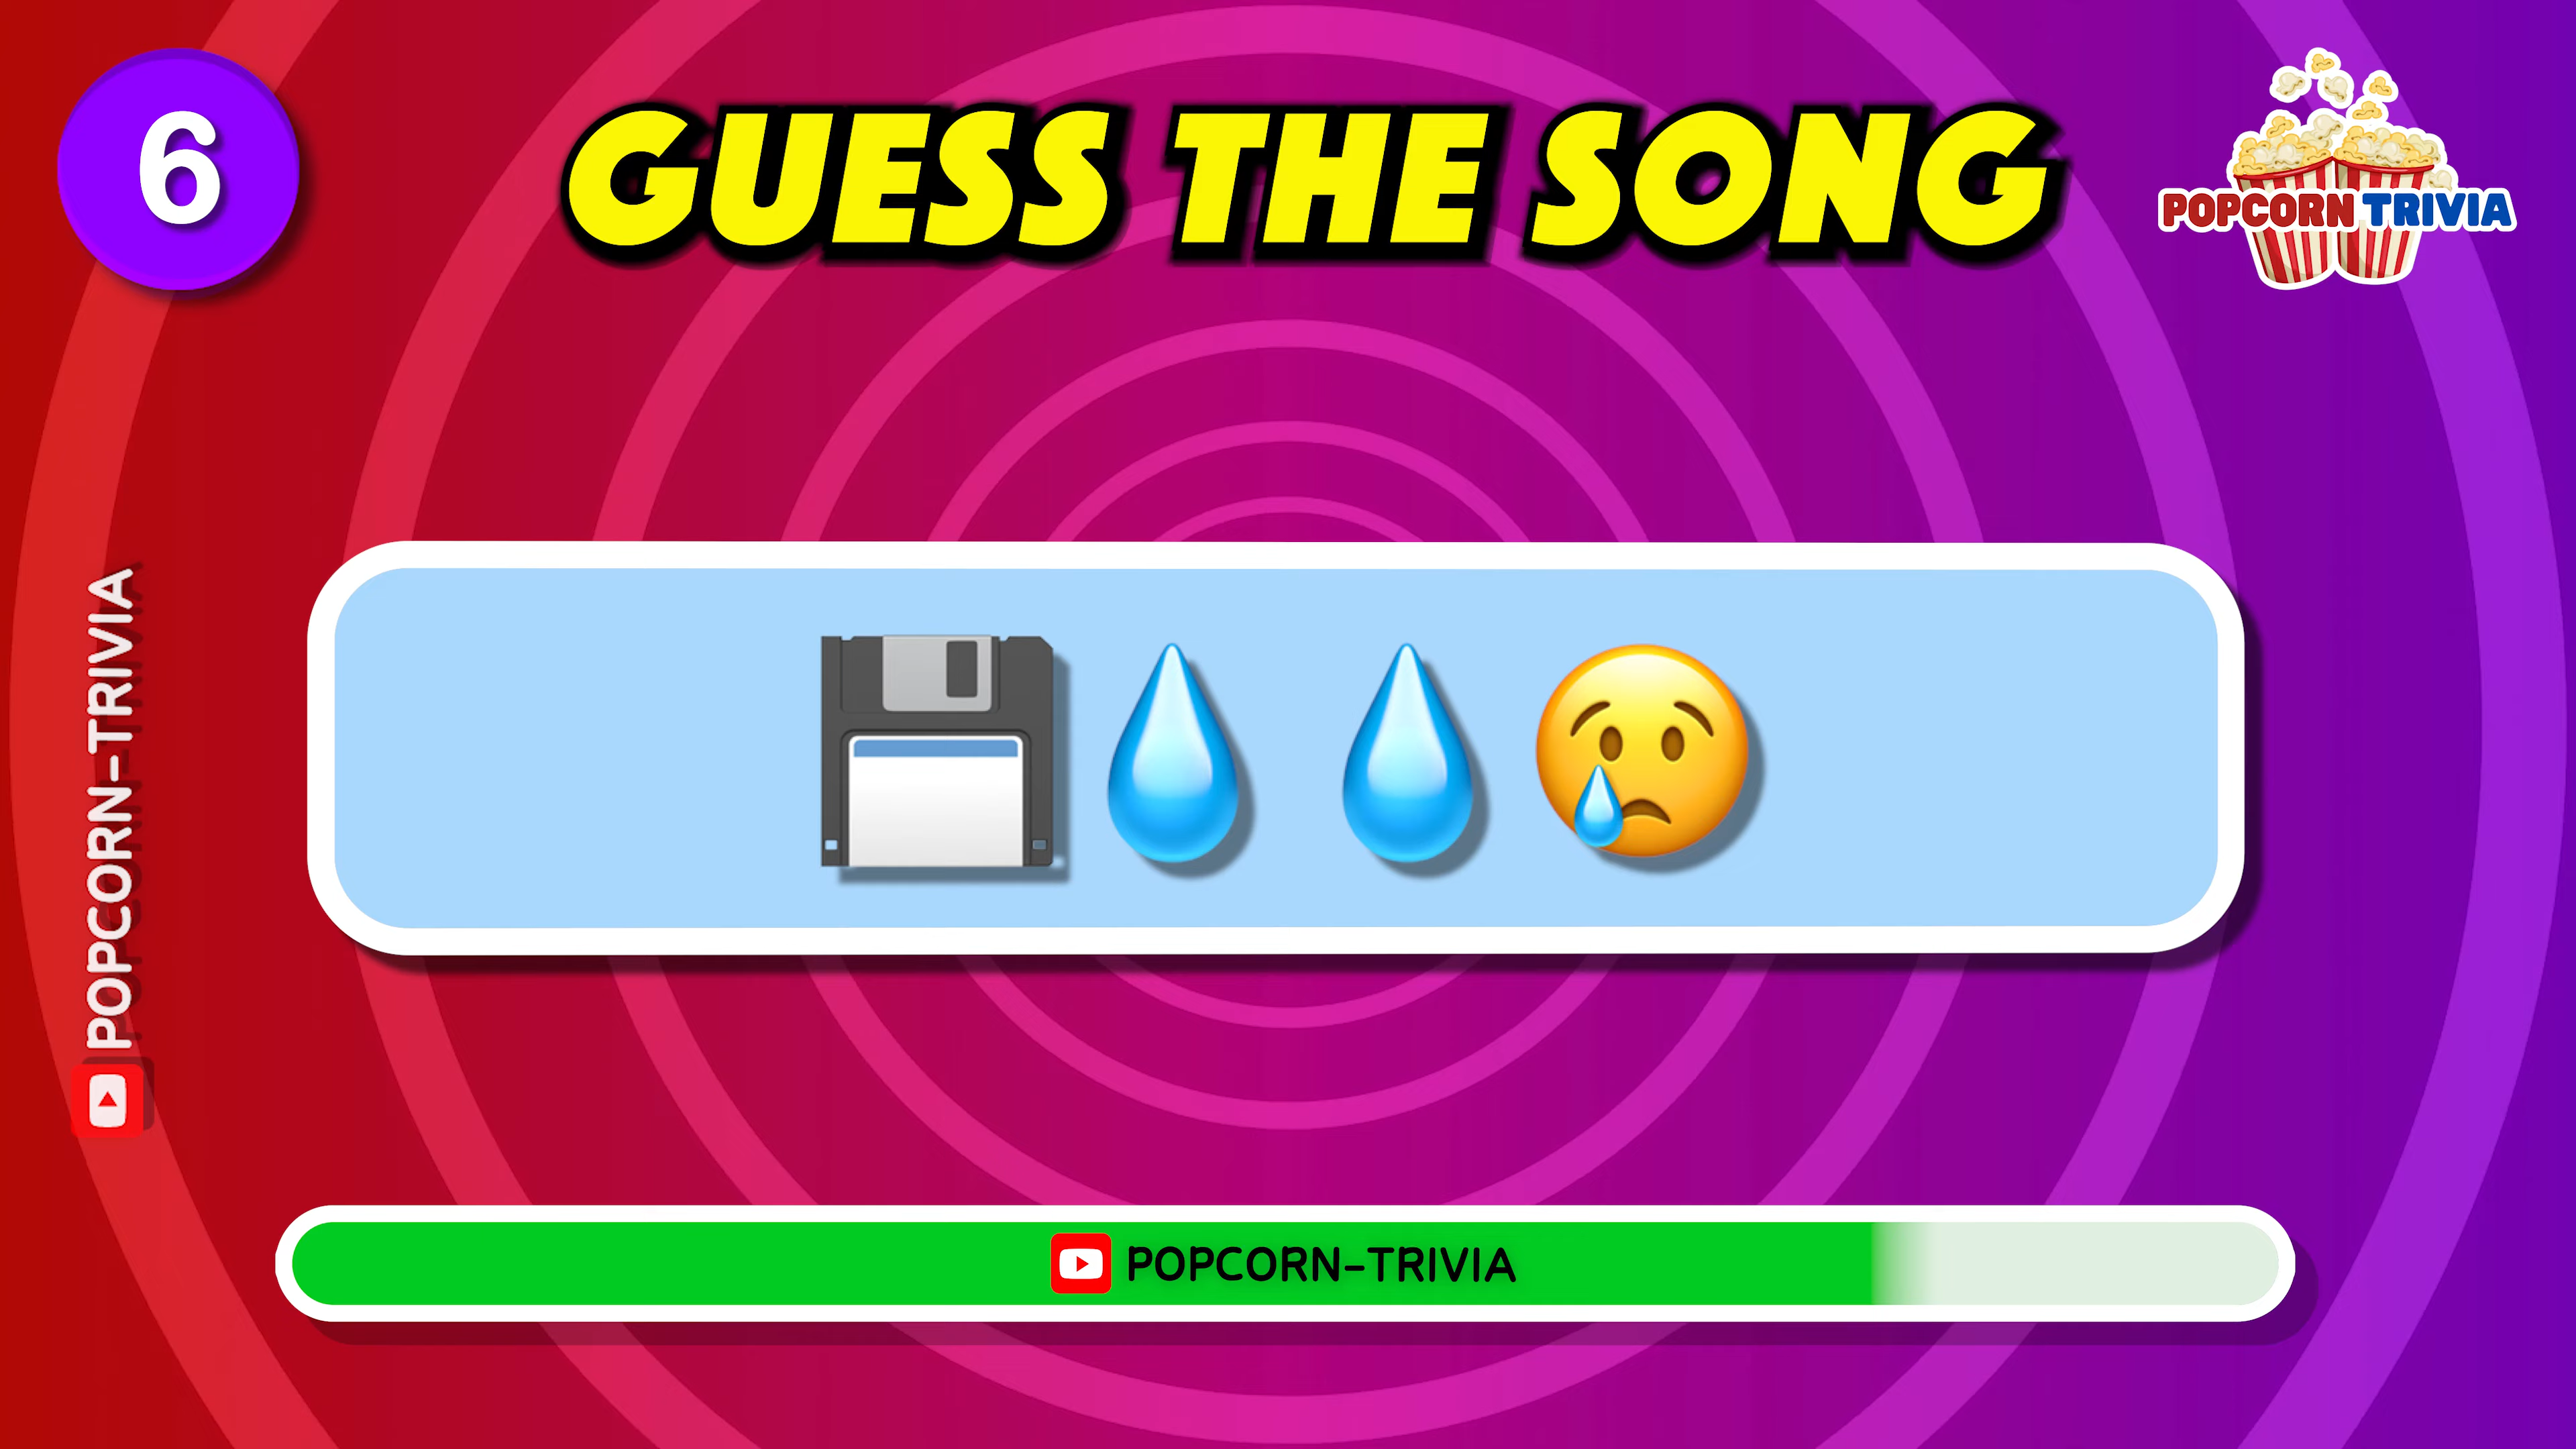 6
GUESS THE SONG
POPCORN TRIVIA
POPCORN-TRIVIA
POPCORN-TRIVIA